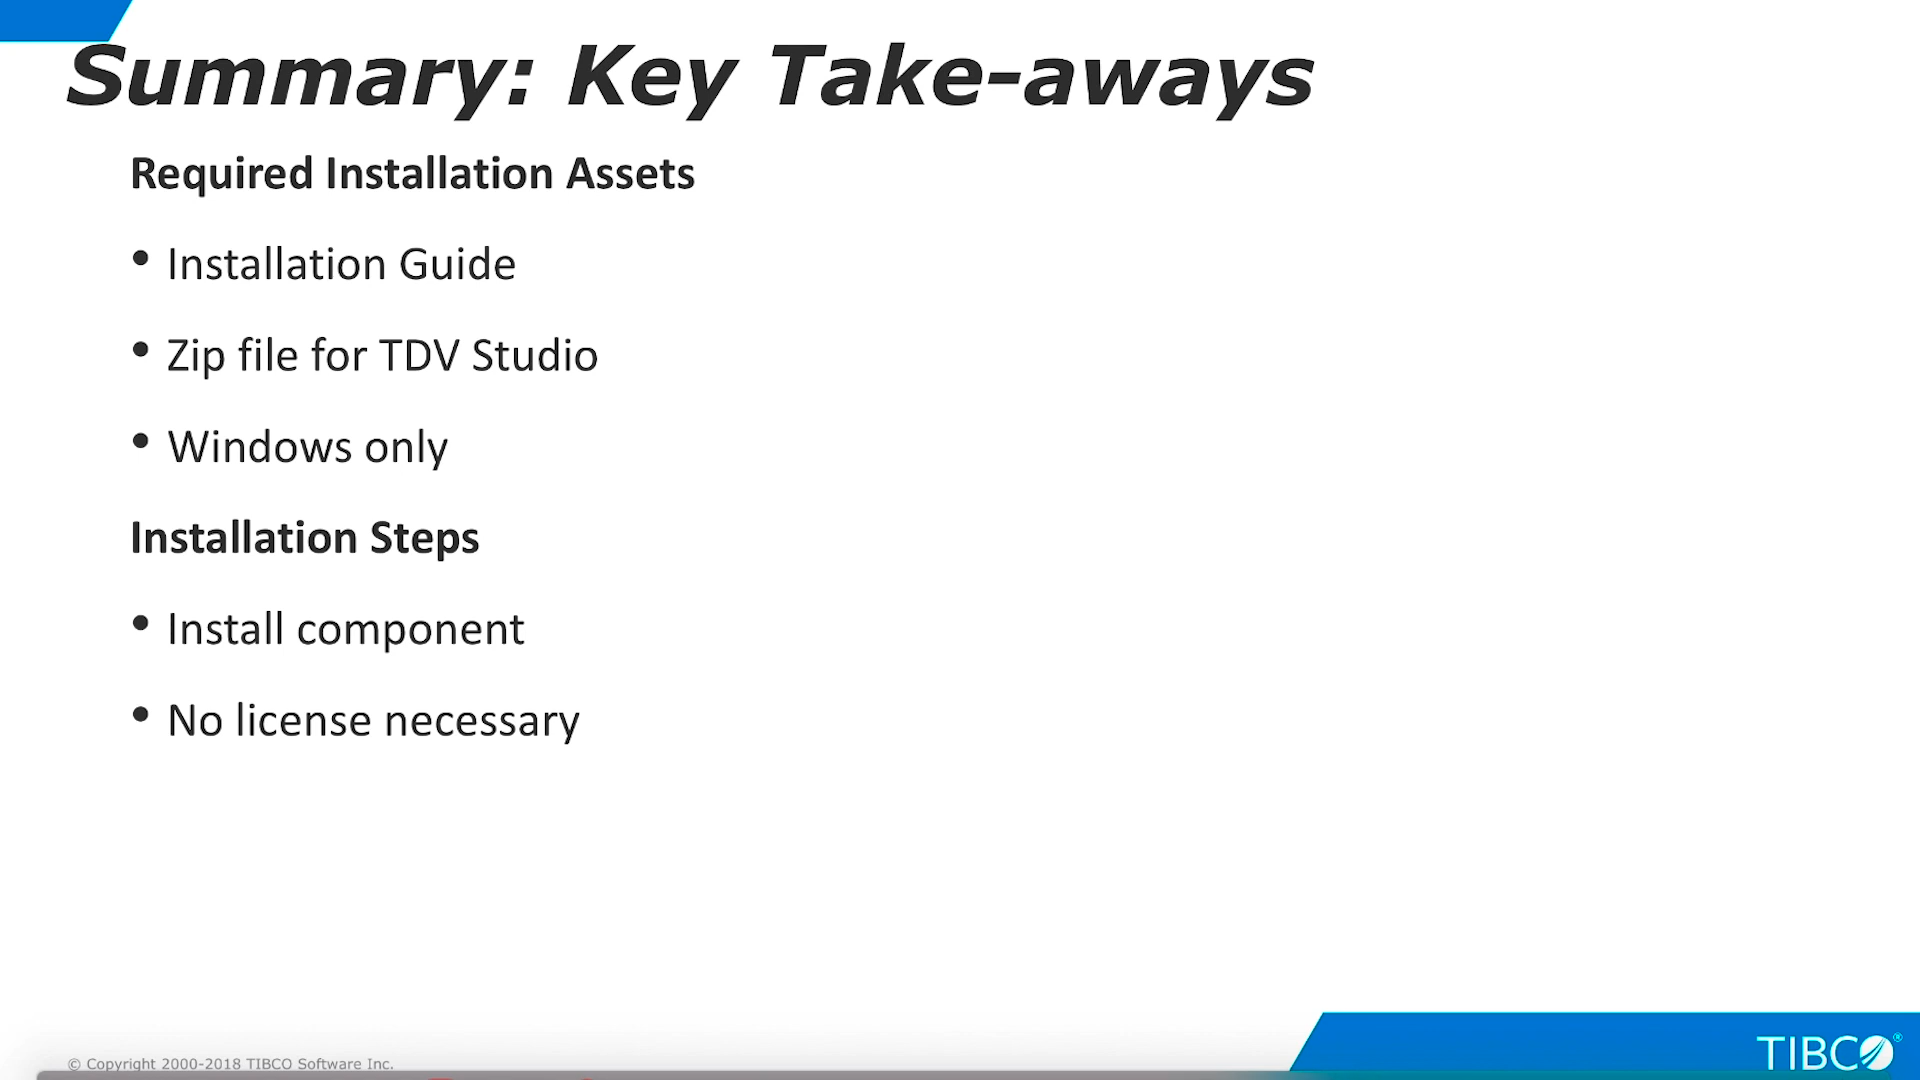 Summary: Key Take-aways
Required Installation Assets
• Installation Guide
• Zip file for TDV Studio
• Windows only
Installation Steps
• Install component
• No license necessary
© Copyright 2000-2018 TIBCO Software Inc.
TIBCO®